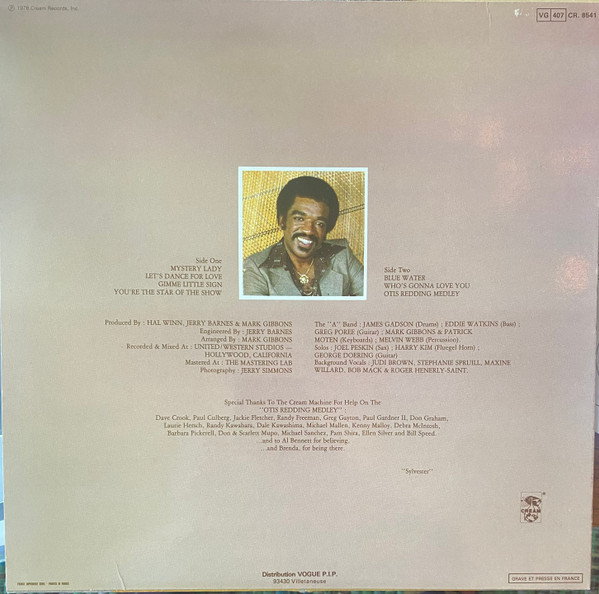 ℗ 1976 Cream Records, Inc.
VG 407 CR. 8541
Side One
MYSTERY LADY
LET'S DANCE FOR LOVE
GIMME LITTLE SIGN
YOU'RE THE STAR OF THE SHOW
Side Two
BLUE WATER
WHO'S GONNA LOVE YOU
OTIS REDDING MEDLEY
Produced By : HAL WINN, JERRY BARNES & MARK GIBBONS
Engineered By : JERRY BARNES
Arranged By : MARK GIBBONS
Recorded & Mixed At : UNITED/WESTERN STUDIOS —
HOLLYWOOD, CALIFORNIA
Mastered At : THE MASTERING LAB
Photography : JERRY SIMMONS
The "A" Band : JAMES GADSON (Drums) ; EDDIE WATKINS (Bass) :
GREG POREE (Guitar) ; MARK GIBBONS & PATRICK
MOTEN (Keyboards) ; MELVIN WEBB (Percussion).
Solos : JOEL PESKIN (Sax) ; HARRY KIM (Fluegel Horn) ;
GEORGE DOERING (Guitar)
Background Vocals : JUDI BROWN, STEPHANIE SPRUILL, MAXINE
WILLARD, BOB MACK & ROGER HENERLY-SAINT.
Special Thanks To The Cream Machine For Help On The
"OTIS REDDING MEDLEY" :
Dave Crook, Paul Culberg, Jackie Fletcher, Randy Freeman, Greg Guyton, Paul Gardner II, Don Graham,
Laurie Hersch, Randy Kawahara, Dale Kawashima, Michael Mallen, Kenny Malloy, Debra McIntosh,
Barbara Pickerell, Don & Scarlett Mupo, Michael Sanchez, Pam Shira, Ellen Silver and Bill Speed.
...and to Al Bennett for believing,
...and Brenda, for being there.
"Sylvester"
CREAM
Distribution VOGUE P.I.P.
93430 Villetaneuse
GRAVE ET PRESSE EN FRANCE